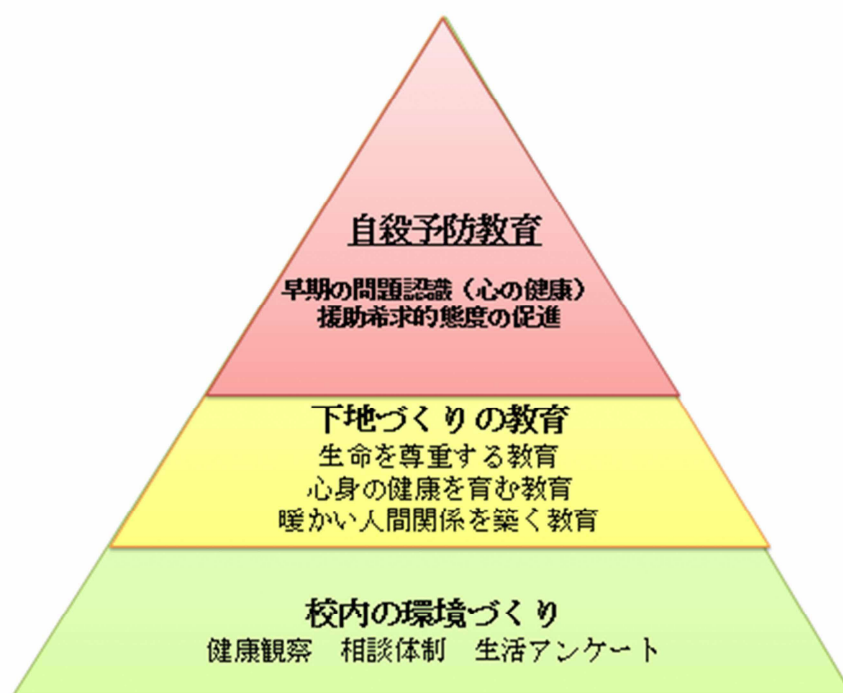 自殺予防教育
早期の問題認識（心の健康）
援助希求的態度の促進
下地づくりの教育
生命を尊重する教育
心身の健康を育む教育
暖かい人間関係を築く教育
校内の環境づくり
健康観察　相談体制　生活アンケート